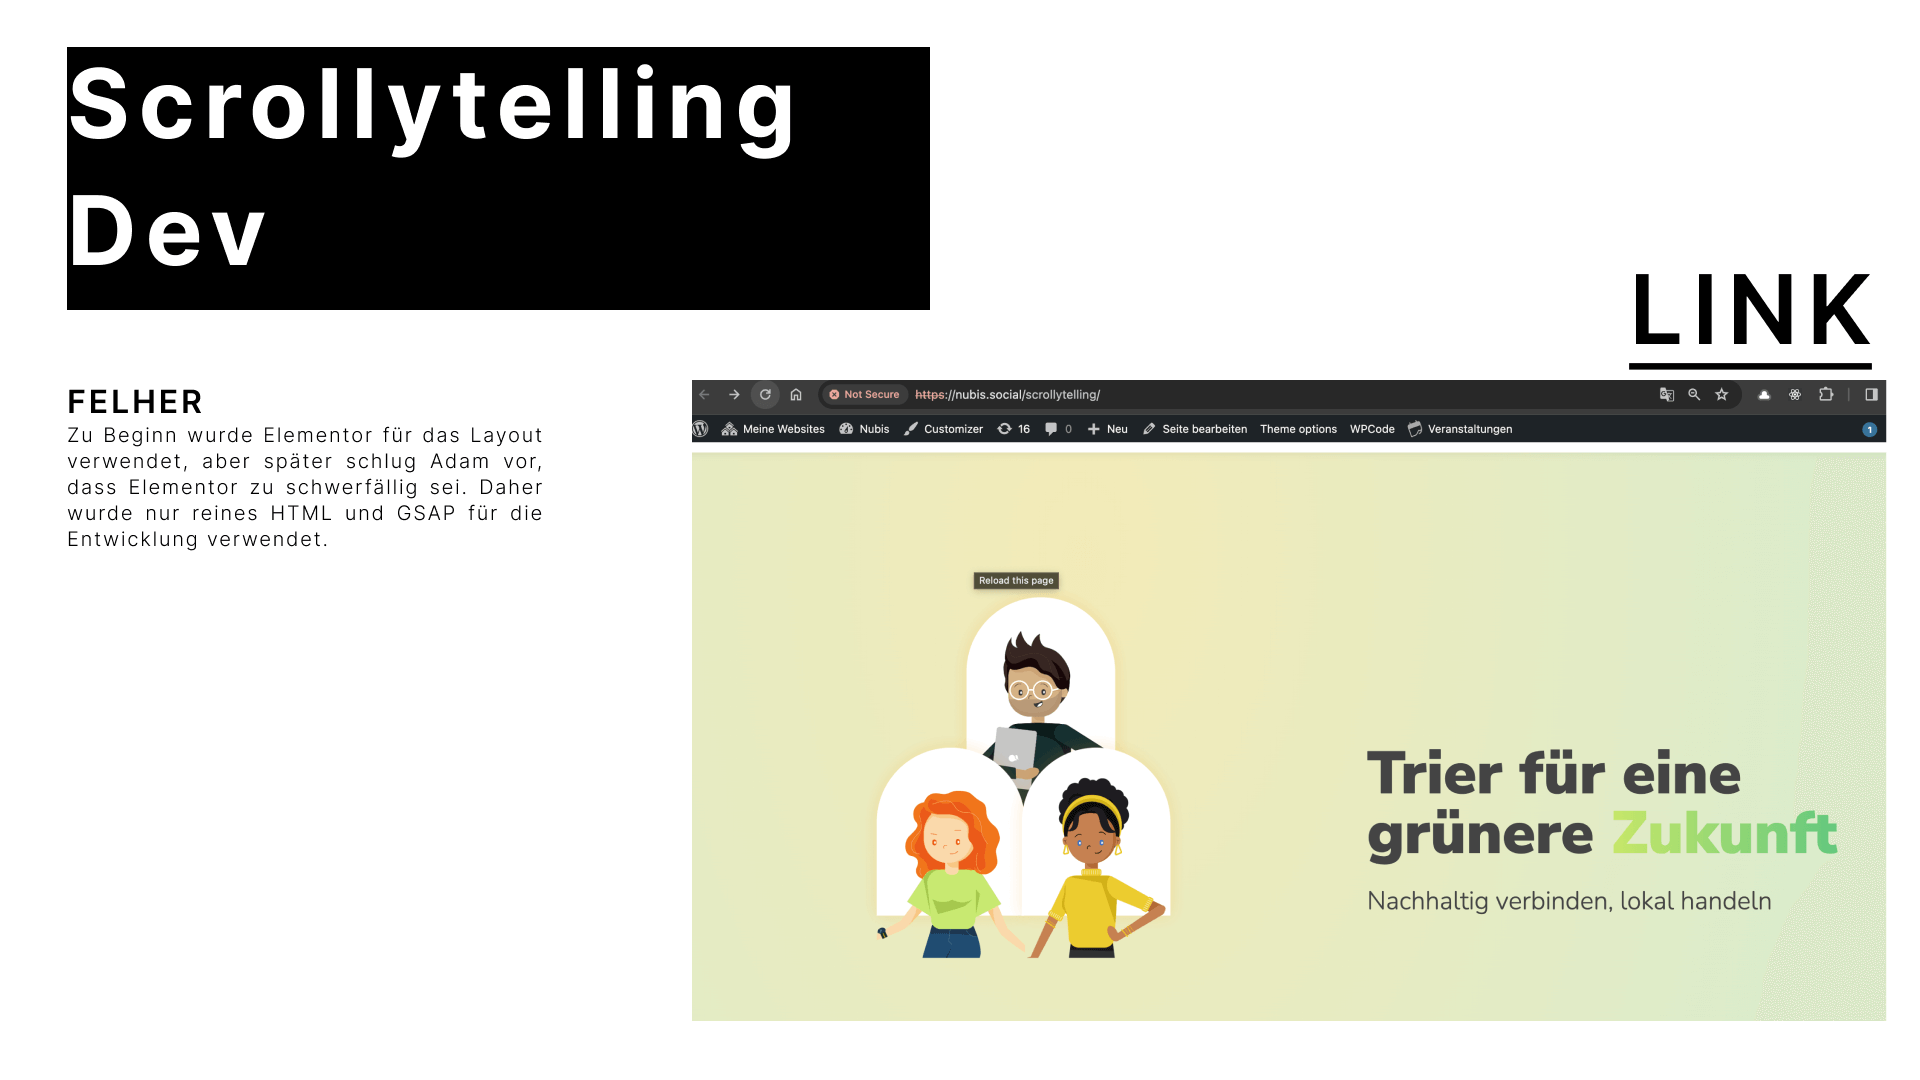 Scrollytelling
Dev
LINK
FELHER
Zu Beginn wurde Elementor für das Layout
verwendet, aber später schlug Adam vor,
dass Elementor zu schwerfällig sei. Daher
wurde nur reines HTML und GSAP für die
Entwicklung verwendet.
Not Secure https://nubis.social/scrollytelling/
Meine Websites Nubis Customizer 16 0 Neu Seite bearbeiten Theme options WPCode Veranstaltungen 1
Reload this page
Trier für eine
grünere Zukunft
Nachhaltig verbinden, lokal handeln